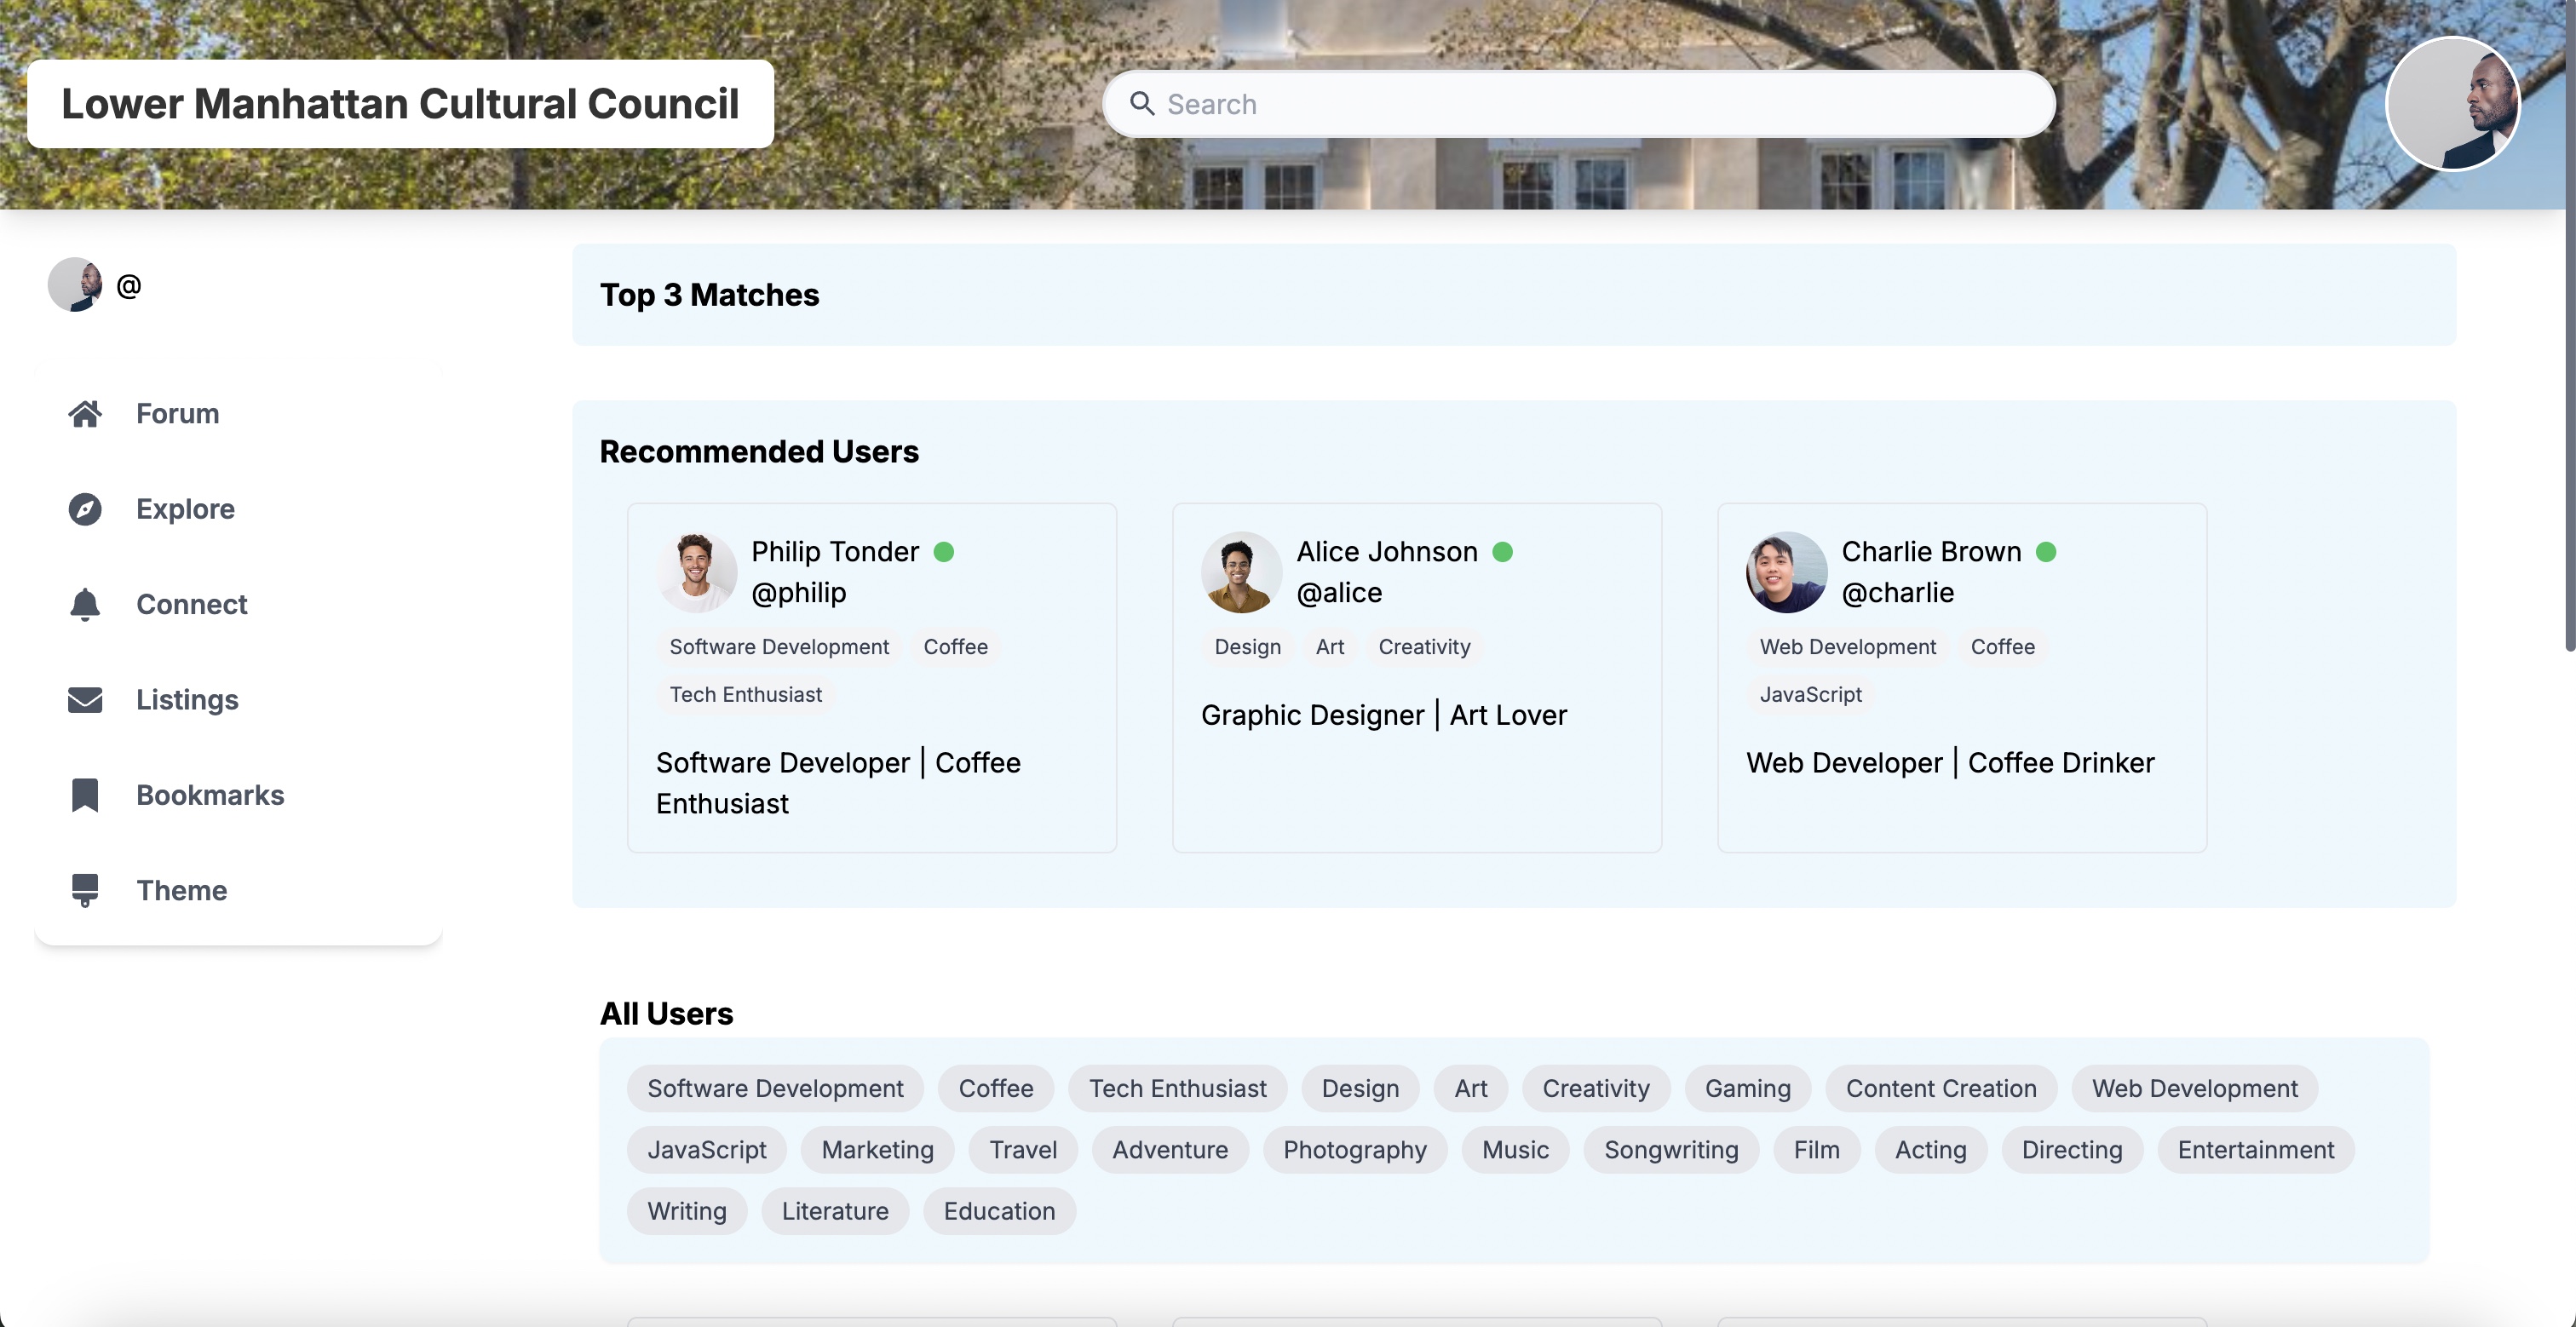 Lower Manhattan Cultural Council
Search
@
Forum
Explore
Connect
Listings
Bookmarks
Theme
Top 3 Matches
Recommended Users
Philip Tonder
@philip
Software Development Coffee
Tech Enthusiast
Software Developer | Coffee
Enthusiast
Alice Johnson
@alice
Design Art Creativity
Graphic Designer | Art Lover
Charlie Brown
@charlie
Web Development Coffee
JavaScript
Web Developer | Coffee Drinker
All Users
Software Development Coffee Tech Enthusiast Design Art Creativity Gaming Content Creation Web Development
JavaScript Marketing Travel Adventure Photography Music Songwriting Film Acting Directing Entertainment
Writing Literature Education